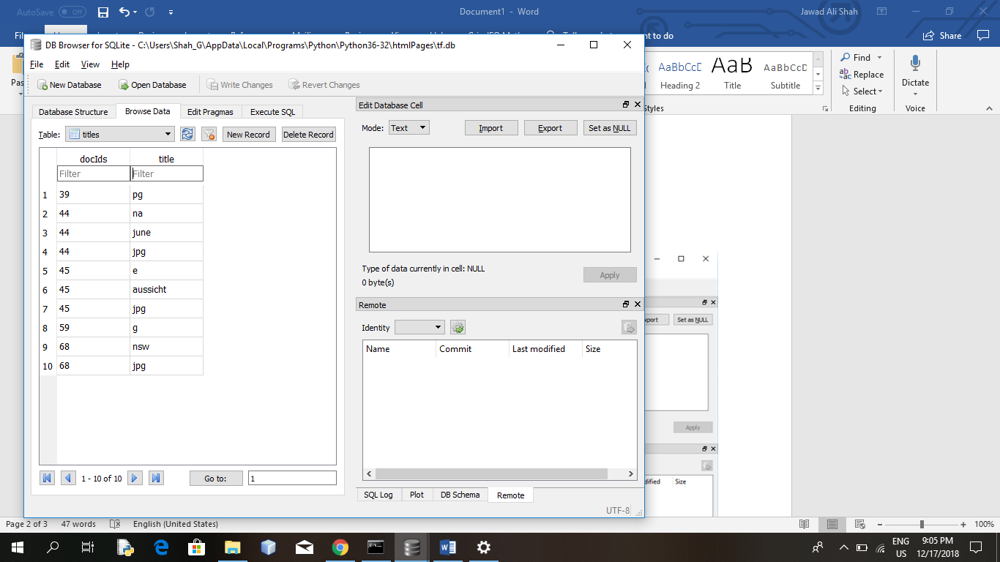 AutoSave Off
Document1 - Word
Jawad Ali Shah
Share
DB Browser for SQLite - C:\Users\Shah_G\AppData\Local\Programs\Python\Python36-32\htmlPages\tf.db
File Edit View Help
New Database Open Database Write Changes Revert Changes
Database Structure Browse Data Edit Pragmas Execute SQL
Table: titles New Record Delete Record
docIds title
Filter Filter
1 39 pg
2 44 na
3 44 june
4 44 jpg
5 45 e
6 45 aussicht
7 45 jpg
8 59 g
9 68 nsw
10 68 jpg
1 - 10 of 10 Go to: 1
Edit Database Cell
Mode: Text Import Export Set as NULL
Type of data currently in cell: NULL
0 byte(s)
Apply
Remote
Identity
Name Commit Last modified Size
SQL Log Plot DB Schema Remote
UTF-8
AaBbCcD AaB AaBbCcD
Heading 2 Title Subtitle
Find
Replace
Select
Editing
Dictate
Voice
Set as NULL
Apply
Size
Page 2 of 3 47 words English (United States) 100%
ENG 9:05 PM
US 12/17/2018